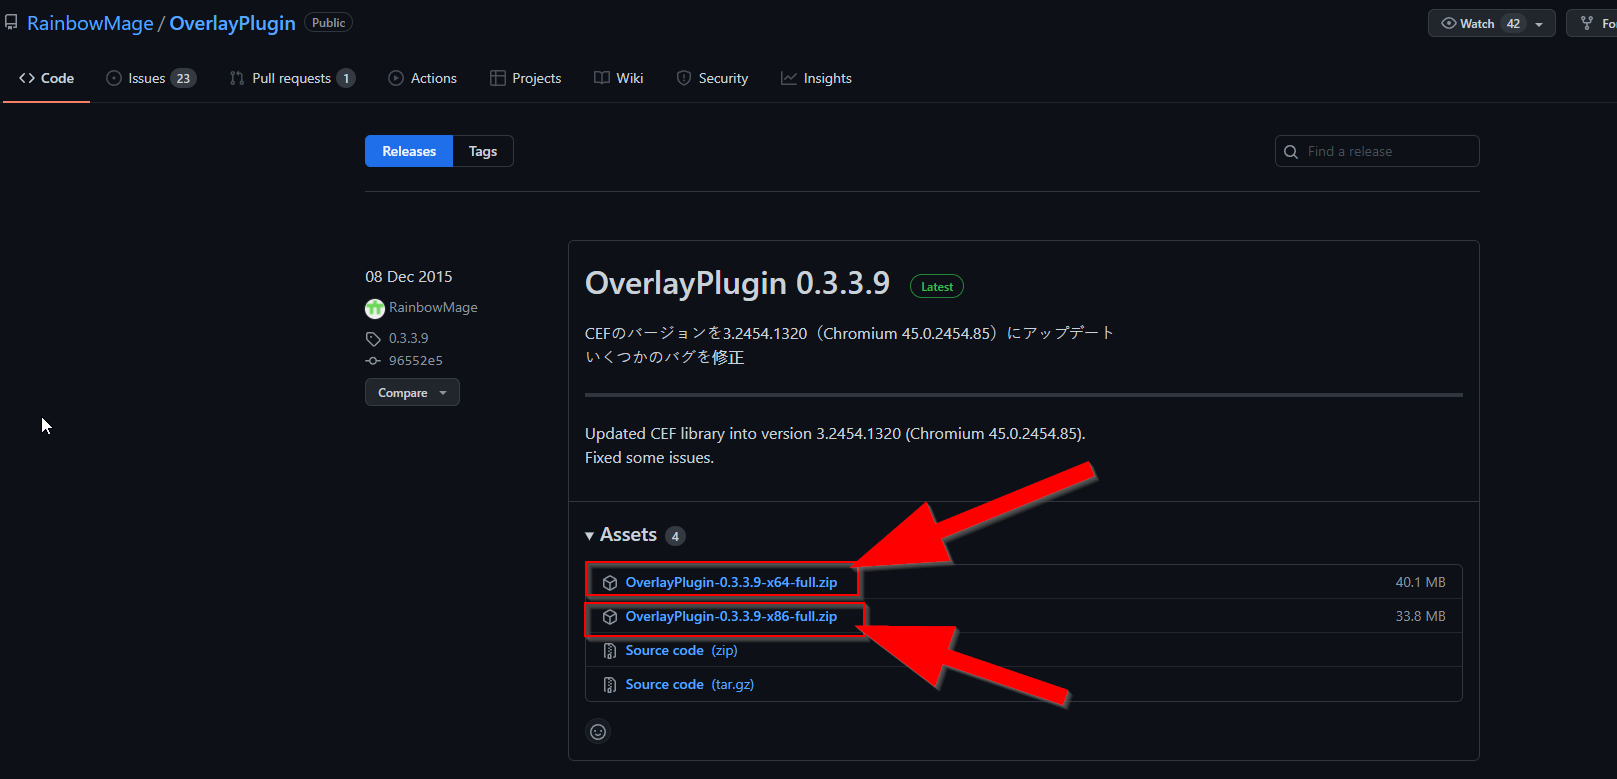 RainbowMage / OverlayPlugin Public
Watch 42
Fo
Code Issues 23 Pull requests 1 Actions Projects Wiki Security Insights
Releases Tags
Find a release
08 Dec 2015
RainbowMage
0.3.3.9
96552e5
Compare
OverlayPlugin 0.3.3.9 Latest
CEFのバージョンを3.2454.1320（Chromium 45.0.2454.85）にアップデート
いくつかのバグを修正
Updated CEF library into version 3.2454.1320 (Chromium 45.0.2454.85).
Fixed some issues.
Assets 4
OverlayPlugin-0.3.3.9-x64-full.zip 40.1 MB
OverlayPlugin-0.3.3.9-x86-full.zip 33.8 MB
Source code (zip)
Source code (tar.gz)